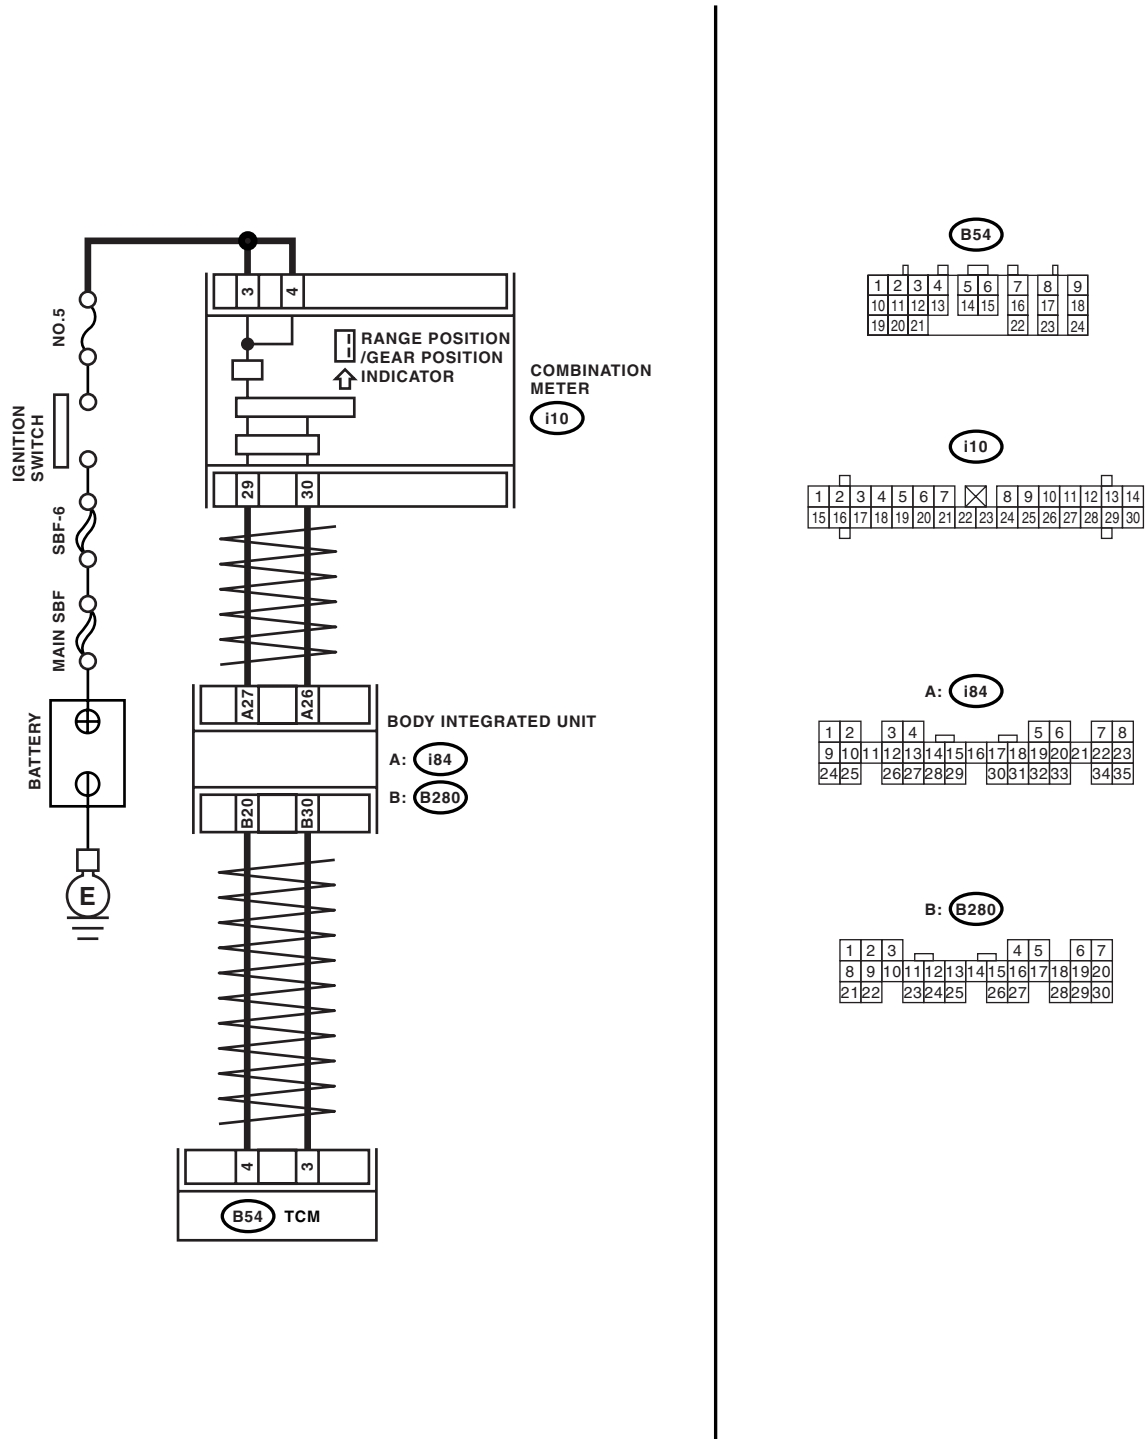 NO.5
IGNITION
SWITCH
SBF-6
MAIN SBF
BATTERY
E
3 4
RANGE POSITION
/GEAR POSITION
INDICATOR
COMBINATION
METER
i10
29 30
A27 A26
BODY INTEGRATED UNIT
A: i84
B: B280
B20 B30
4 3
B54 TCM
B54
1 2 3 4 5 6 7 8 9
10 11 12 13 14 15 16 17 18
19 20 21 22 23 24
i10
1 2 3 4 5 6 7 8 9 10 11 12 13 14
15 16 17 18 19 20 21 22 23 24 25 26 27 28 29 30
A: i84
1 2 3 4 5 6 7 8
9 10 11 12 13 14 15 16 17 18 19 20 21 22 23
24 25 26 27 28 29 30 31 32 33 34 35
B: B280
1 2 3 4 5 6 7
8 9 10 11 12 13 14 15 16 17 18 19 20
21 22 23 24 25 26 27 28 29 30